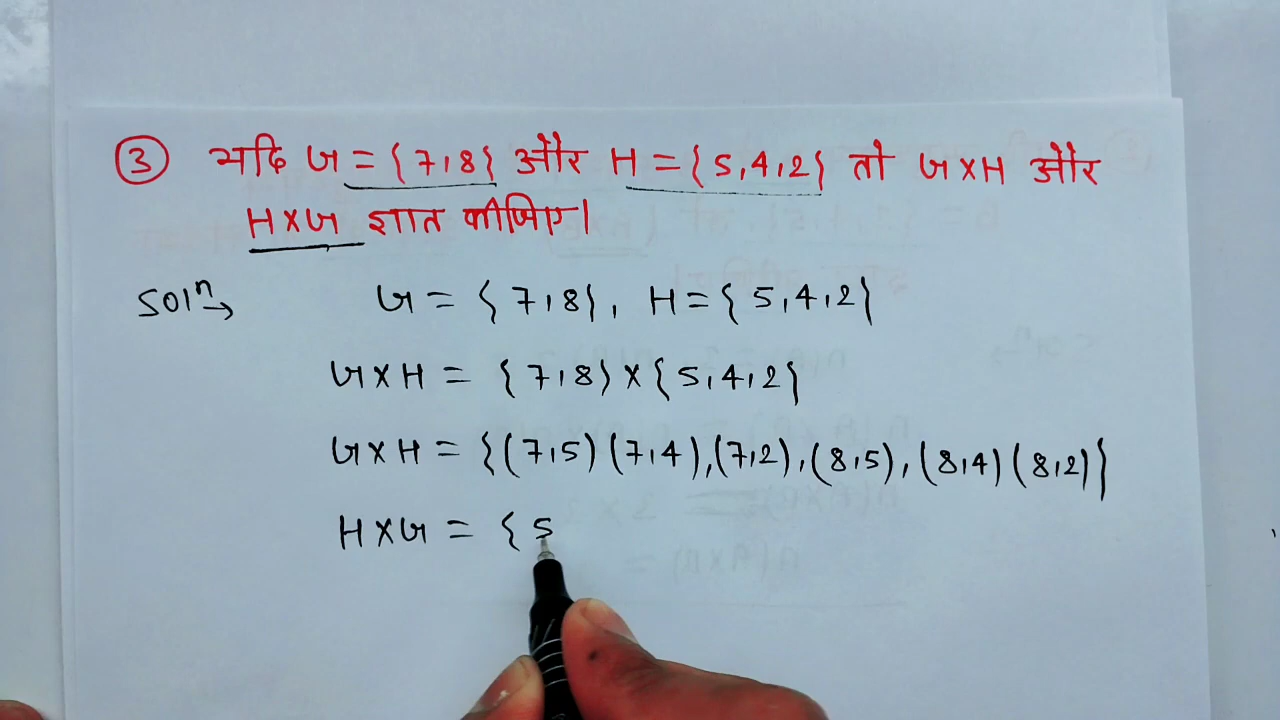 ③ यदि G = {7,8} और H = {5,4,2} तो G×H और
H×G ज्ञात कीजिए।
Solⁿ→ G = {7,8}, H = {5,4,2}
G×H = {7,8}×{5,4,2}
G×H = {(7,5)(7,4),(7,2),(8,5),(8,4)(8,2)}
H×G = {5